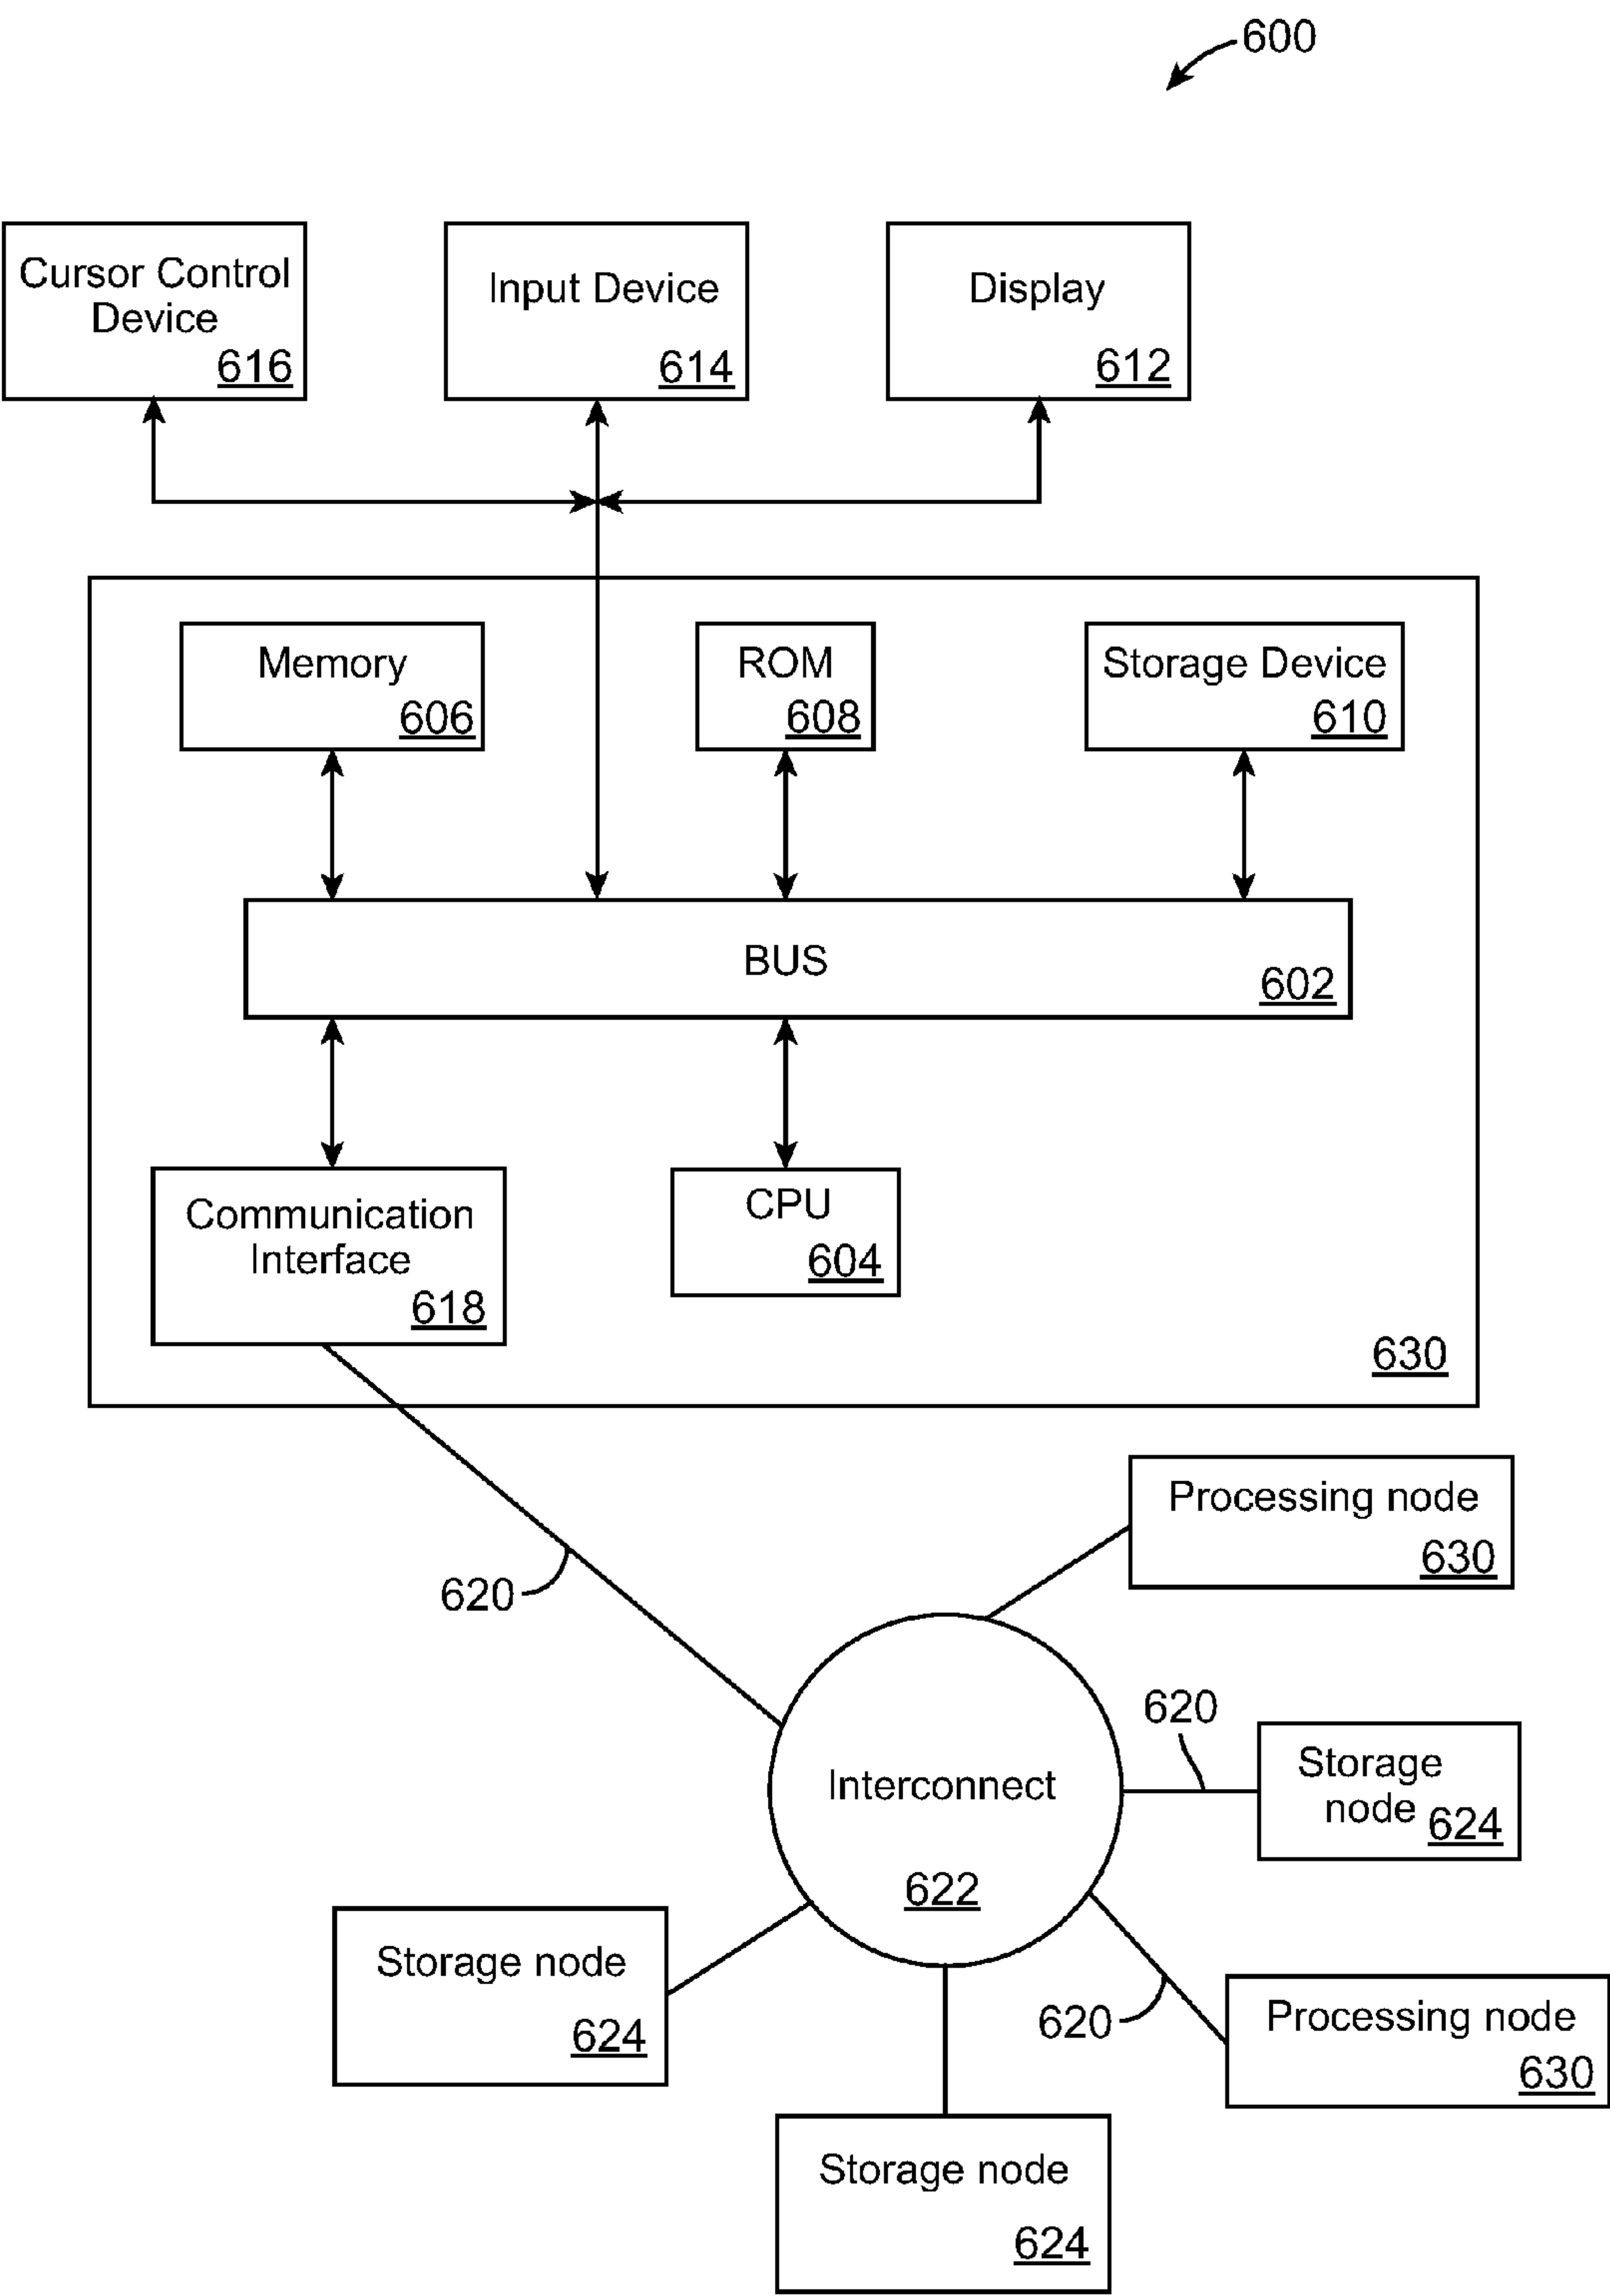 600
Cursor Control
Device
616
Input Device
614
Display
612
Memory
606
ROM
608
Storage Device
610
BUS
602
Communication
Interface
618
CPU
604
630
Processing node
630
620
620
Storage
node
624
Interconnect
622
Storage node
624
620
Processing node
630
Storage node
624